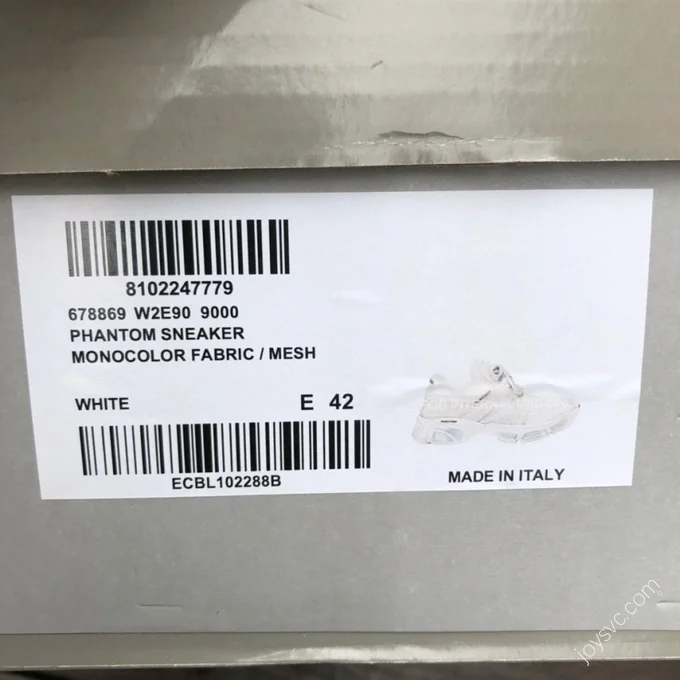 8102247779
678869 W2E90 9000
PHANTOM SNEAKER
MONOCOLOR FABRIC / MESH
WHITE E 42
ECBL102288B
MADE IN ITALY
joysvc.com